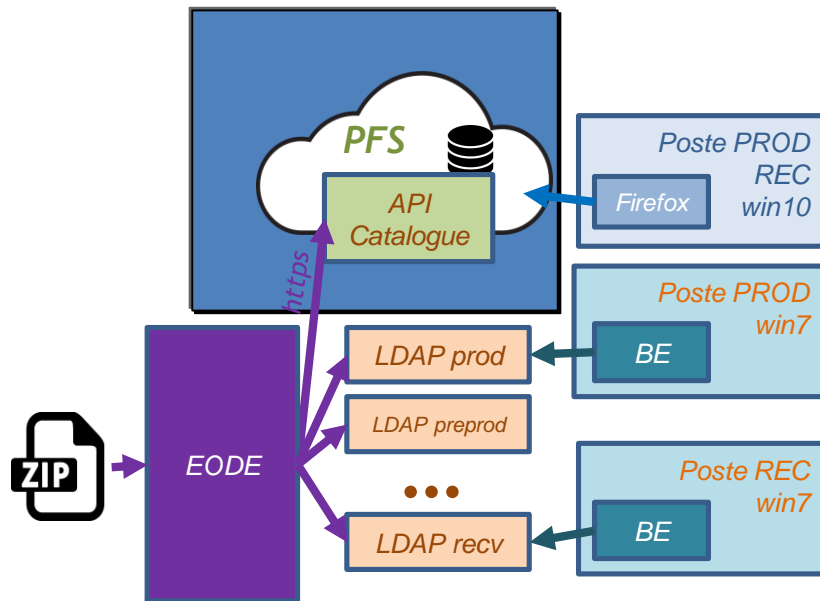 PFS
API
Catalogue
https
Poste PROD
REC
win10
Firefox
Poste PROD
win7
BE
LDAP prod
LDAP preprod
...
LDAP recv
ZIP
EODE
Poste REC
win7
BE